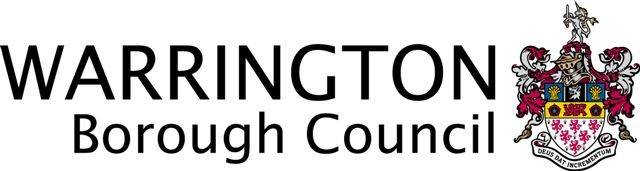 WARRINGTON
Borough Council
DEUS DAT INCREMENTUM